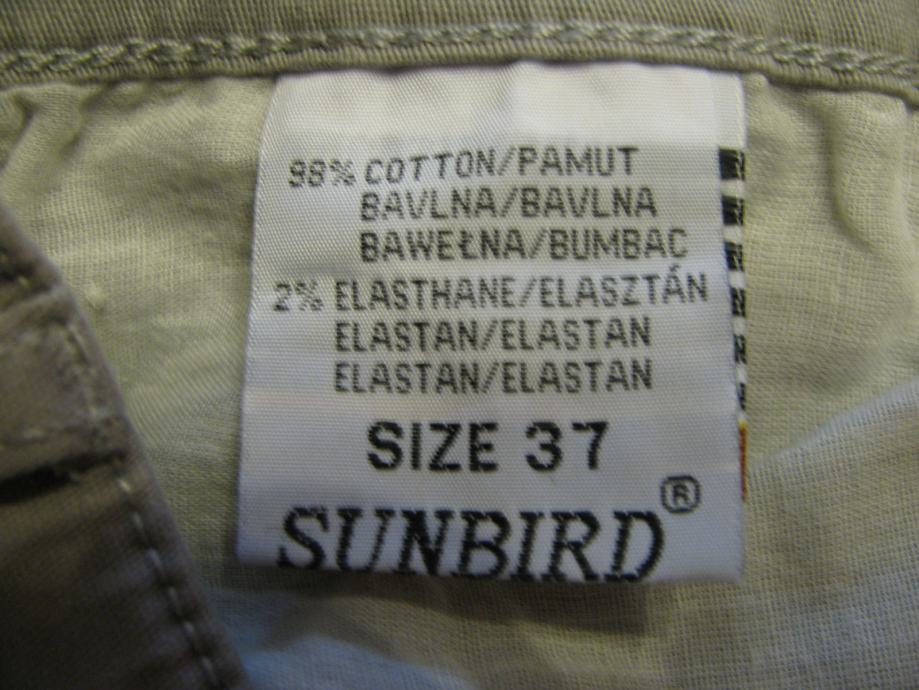 98% COTTON/PAMUT
BAVLNA/BAVLNA
BAWEŁNA/BUMBAC
2% ELASTHANE/ELASZTÁN
ELASTAN/ELASTAN
ELASTAN/ELASTAN
SIZE 37
SUNBIRD®